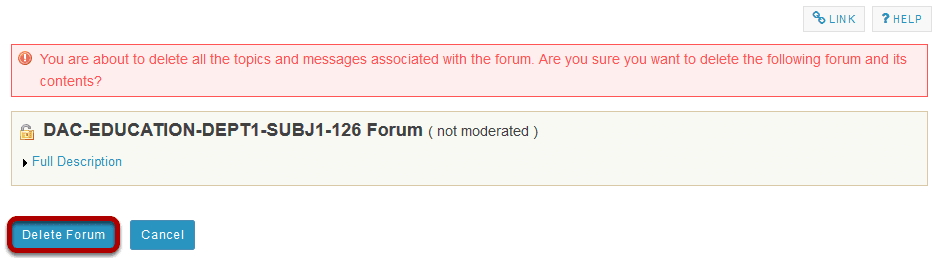 LINK ? HELP
You are about to delete all the topics and messages associated with the forum. Are you sure you want to delete the following forum and its
contents?
DAC-EDUCATION-DEPT1-SUBJ1-126 Forum ( not moderated )
Full Description
Delete Forum Cancel